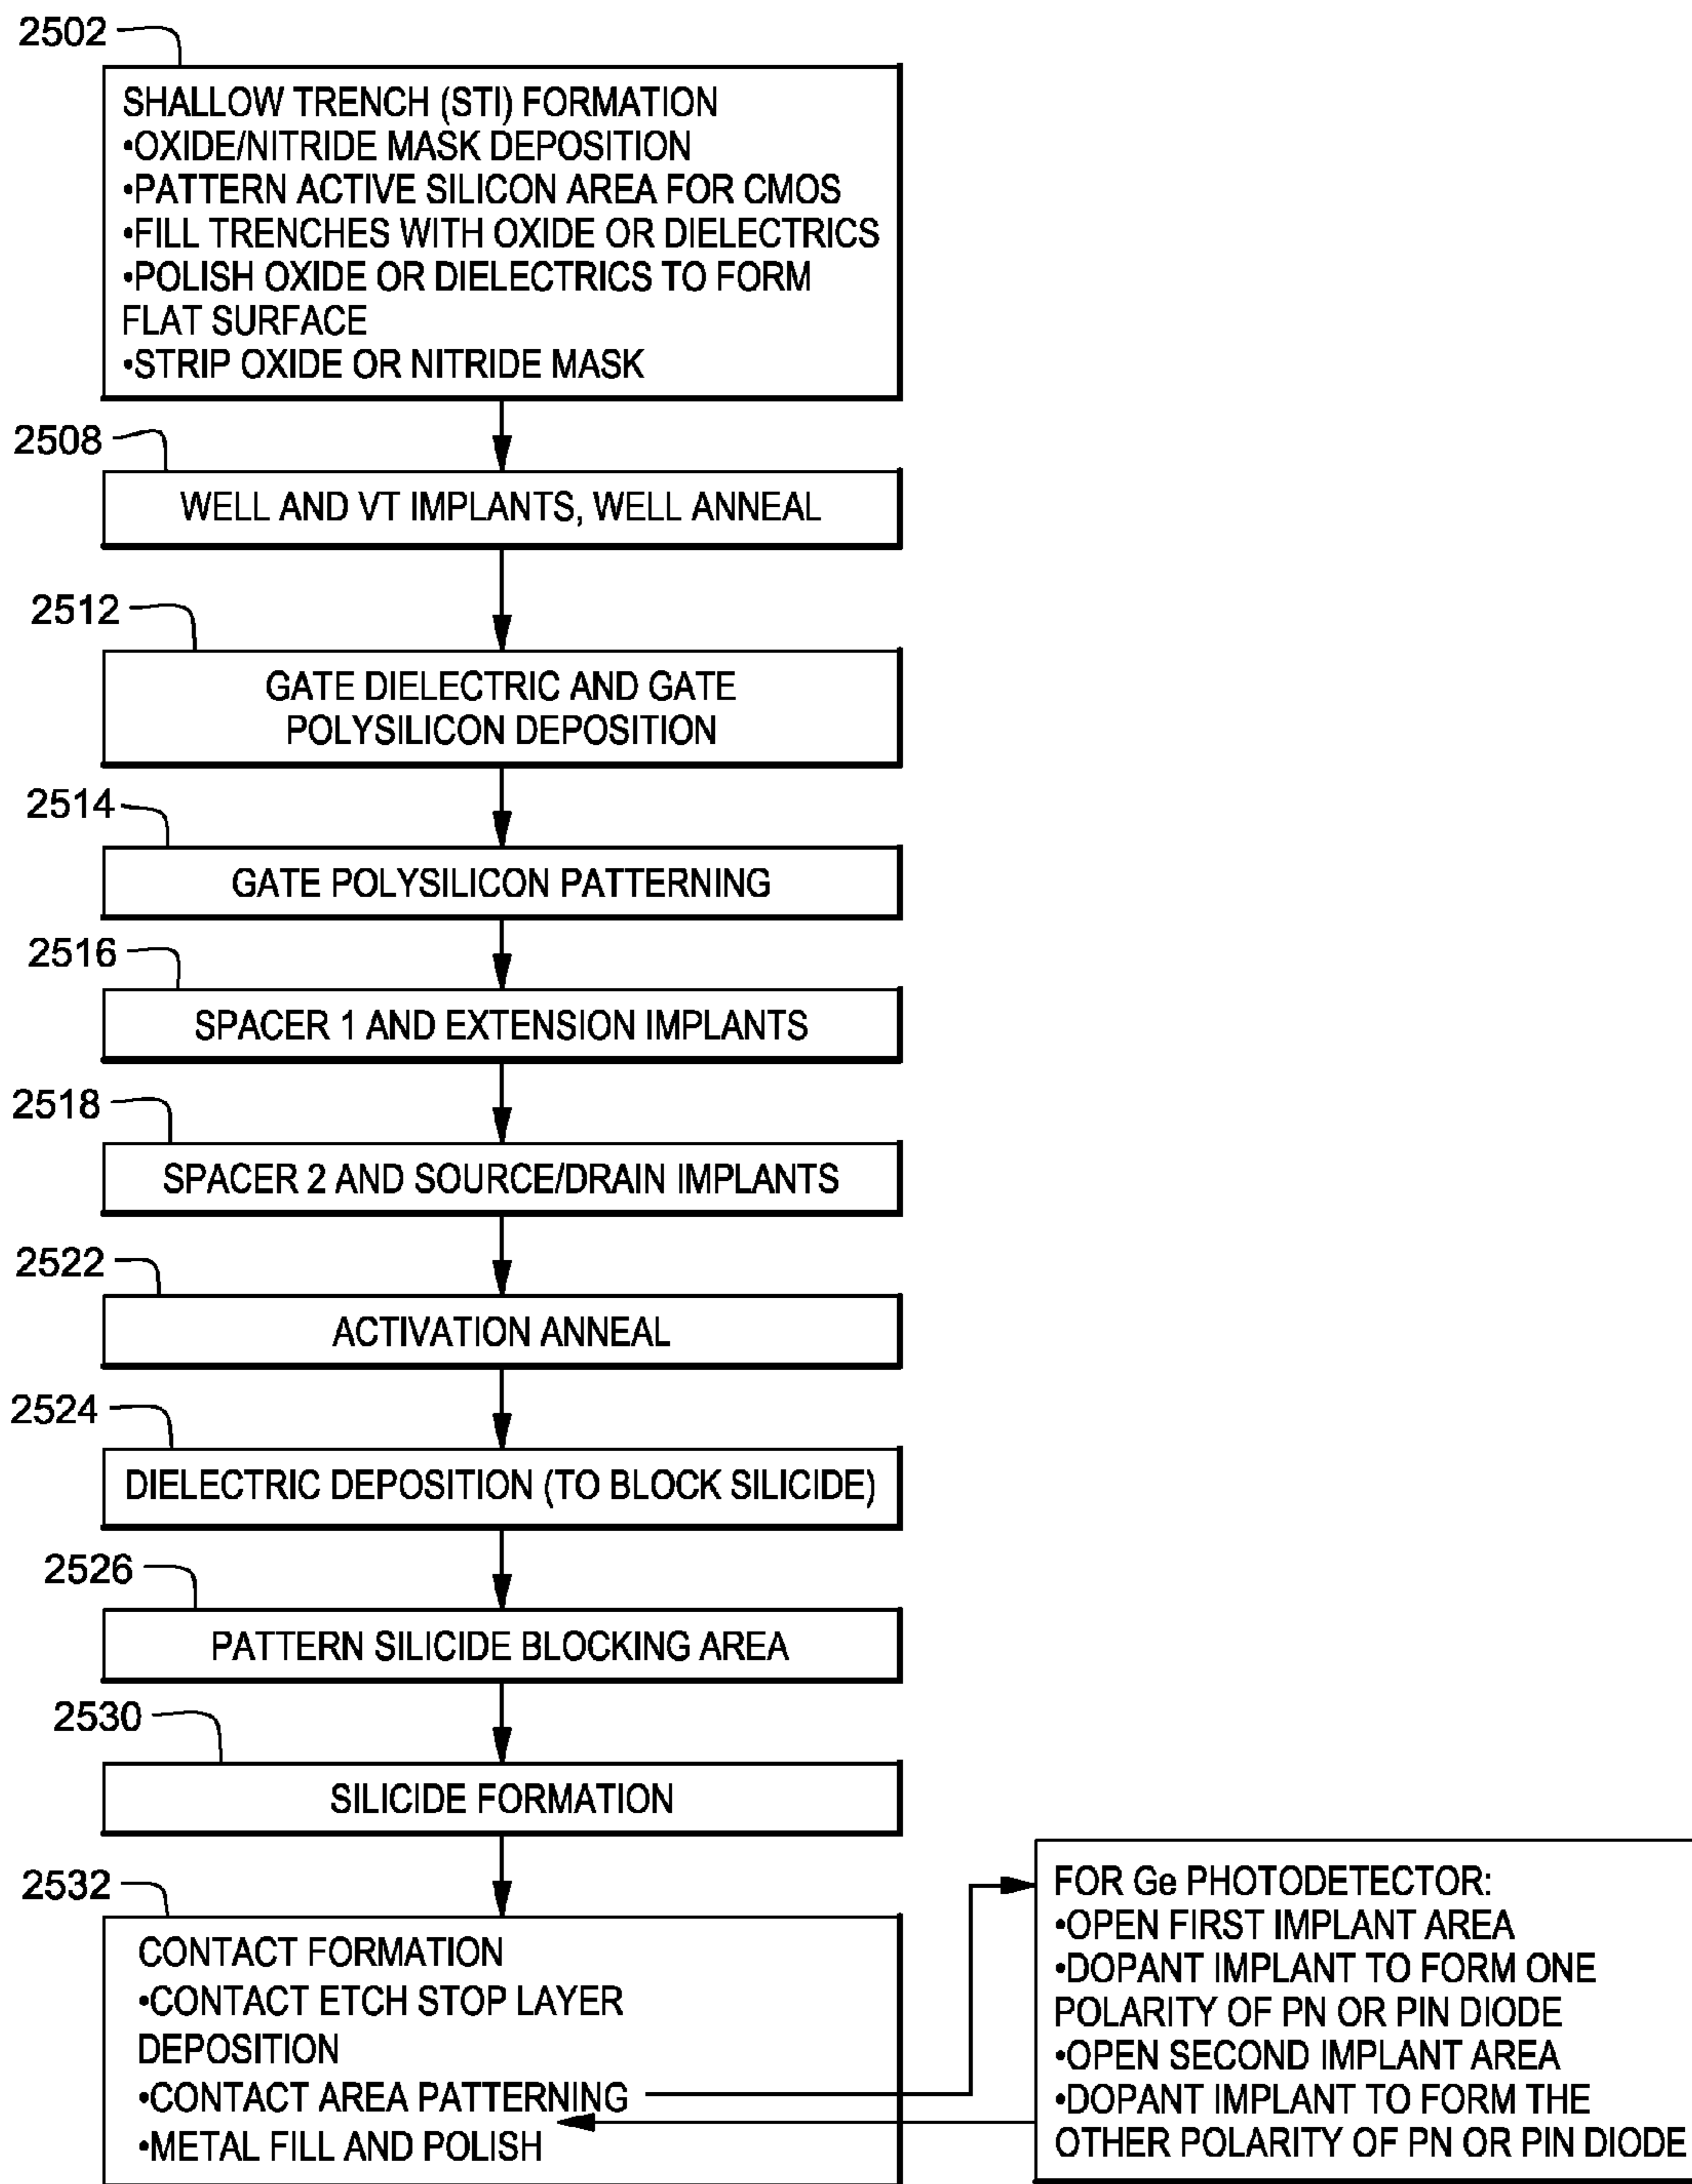 2502
SHALLOW TRENCH (STI) FORMATION
•OXIDE/NITRIDE MASK DEPOSITION
•PATTERN ACTIVE SILICON AREA FOR CMOS
•FILL TRENCHES WITH OXIDE OR DIELECTRICS
•POLISH OXIDE OR DIELECTRICS TO FORM
FLAT SURFACE
•STRIP OXIDE OR NITRIDE MASK
2508
WELL AND VT IMPLANTS, WELL ANNEAL
2512
GATE DIELECTRIC AND GATE
POLYSILICON DEPOSITION
2514
GATE POLYSILICON PATTERNING
2516
SPACER 1 AND EXTENSION IMPLANTS
2518
SPACER 2 AND SOURCE/DRAIN IMPLANTS
2522
ACTIVATION ANNEAL
2524
DIELECTRIC DEPOSITION (TO BLOCK SILICIDE)
2526
PATTERN SILICIDE BLOCKING AREA
2530
SILICIDE FORMATION
2532
CONTACT FORMATION
•CONTACT ETCH STOP LAYER
DEPOSITION
•CONTACT AREA PATTERNING
•METAL FILL AND POLISH
FOR Ge PHOTODETECTOR:
•OPEN FIRST IMPLANT AREA
•DOPANT IMPLANT TO FORM ONE
POLARITY OF PN OR PIN DIODE
•OPEN SECOND IMPLANT AREA
•DOPANT IMPLANT TO FORM THE
OTHER POLARITY OF PN OR PIN DIODE